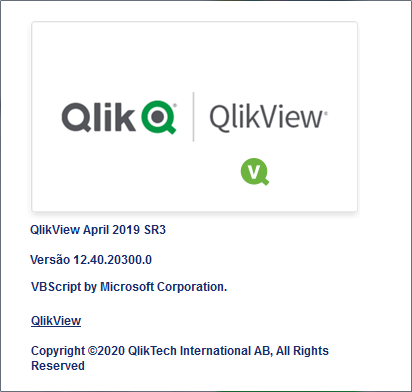 Qlik Q® | QlikView®
V
QlikView April 2019 SR3
Versão 12.40.20300.0
VBScript by Microsoft Corporation.
QlikView
Copyright ©2020 QlikTech International AB, All Rights
Reserved